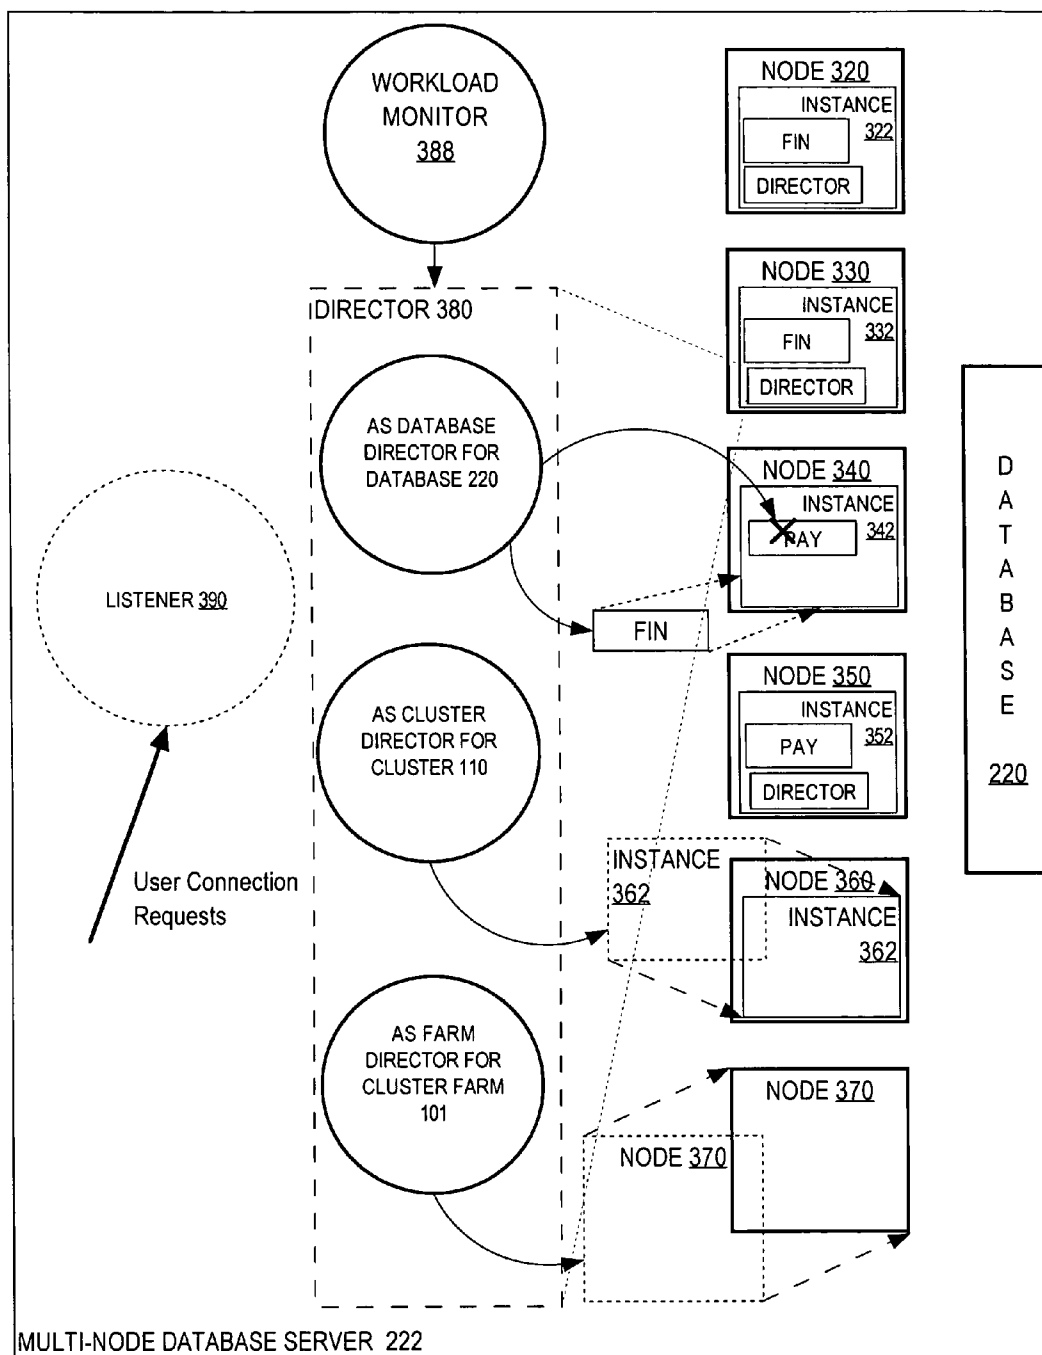 WORKLOAD
MONITOR
388
DIRECTOR 380
AS DATABASE
DIRECTOR FOR
DATABASE 220
LISTENER 390
User Connection
Requests
AS CLUSTER
DIRECTOR FOR
CLUSTER 110
AS FARM
DIRECTOR FOR
CLUSTER FARM
101
NODE 320
INSTANCE
322
FIN
DIRECTOR
NODE 330
INSTANCE
332
FIN
DIRECTOR
NODE 340
INSTANCE
342
PAY
FIN
NODE 350
INSTANCE
352
PAY
DIRECTOR
INSTANCE
362
NODE 360
INSTANCE
362
NODE 370
NODE 370
D
A
T
A
B
A
S
E
220
MULTI-NODE DATABASE SERVER 222